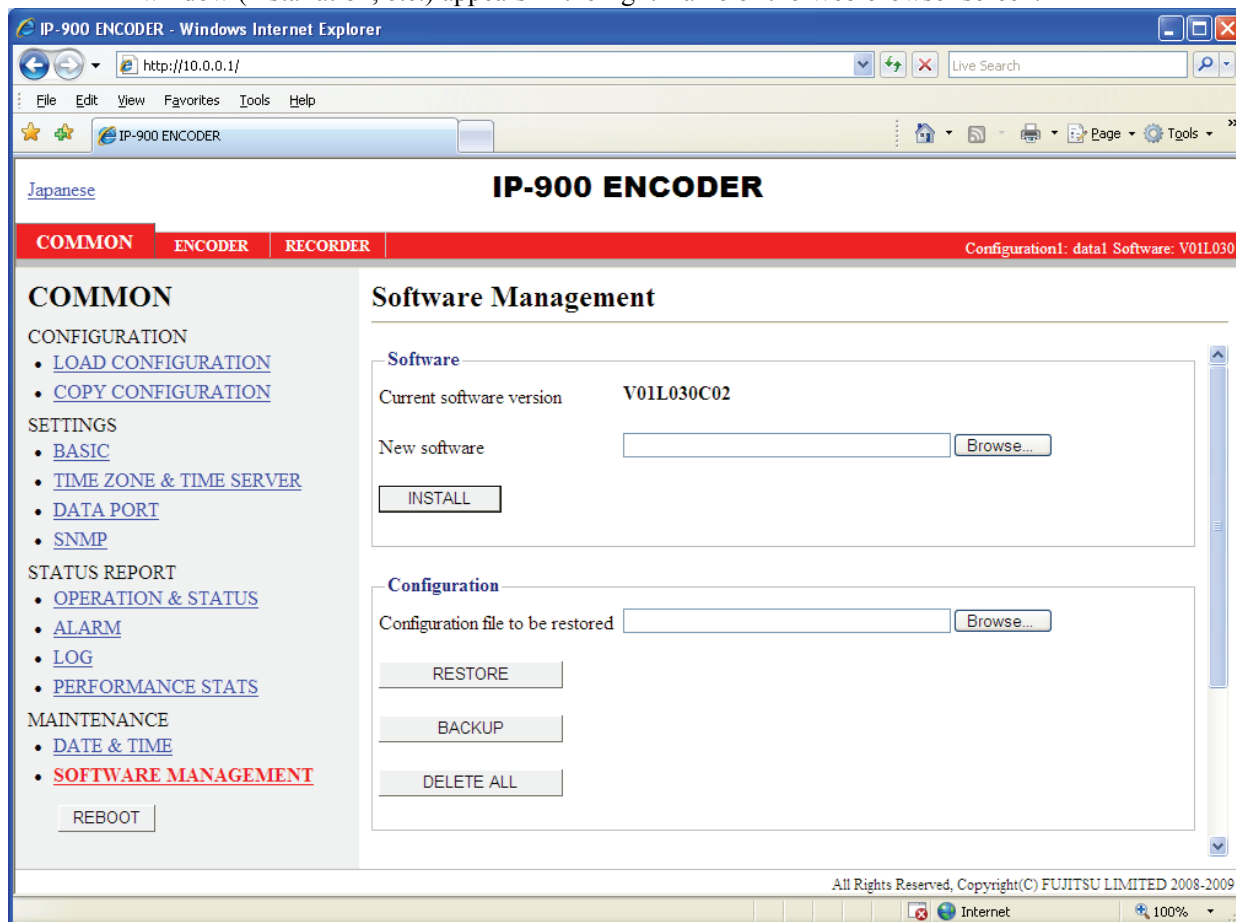 IP-900 ENCODER - Windows Internet Explorer
http://10.0.0.1/
Live Search
File Edit View Favorites Tools Help
IP-900 ENCODER
Page Tools »
Japanese
IP-900 ENCODER
COMMON ENCODER RECORDER
Configuration1: data1 Software: V01L030
COMMON
CONFIGURATION
• LOAD CONFIGURATION
• COPY CONFIGURATION
SETTINGS
• BASIC
• TIME ZONE & TIME SERVER
• DATA PORT
• SNMP
STATUS REPORT
• OPERATION & STATUS
• ALARM
• LOG
• PERFORMANCE STATS
MAINTENANCE
• DATE & TIME
• SOFTWARE MANAGEMENT
REBOOT
Software Management
Software
Current software version V01L030C02
New software Browse...
INSTALL
Configuration
Configuration file to be restored Browse...
RESTORE
BACKUP
DELETE ALL
All Rights Reserved, Copyright(C) FUJITSU LIMITED 2008-2009
Internet 100%